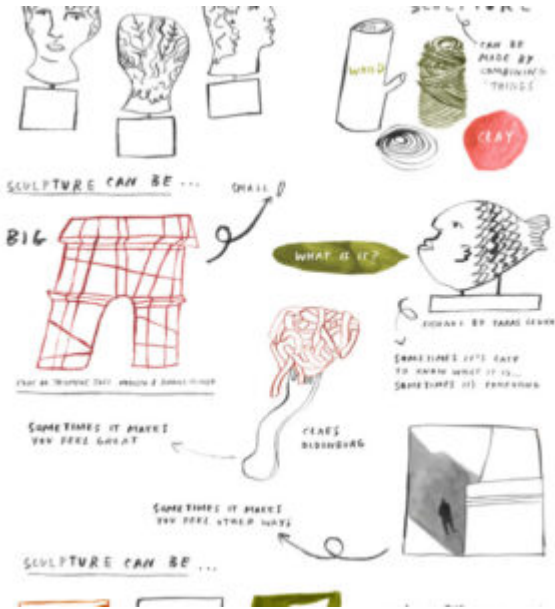 SCULPTURE
CAN BE
MADE BY
COMBINING
THINGS
WOOD
CLAY
SCULPTURE CAN BE ...
SMALL
BIG
WHAT IS IT?
BY
SOMETIMES IT'S EASY
TO KNOW WHAT IT IS...
SOMETIMES IT'S CONFUSING
SOMETIMES IT MAKES
YOU FEEL GREAT
CLAES
OLDENBURG
SOMETIMES IT MAKES
YOU FEEL OTHER WAYS
SCULPTURE CAN BE ...